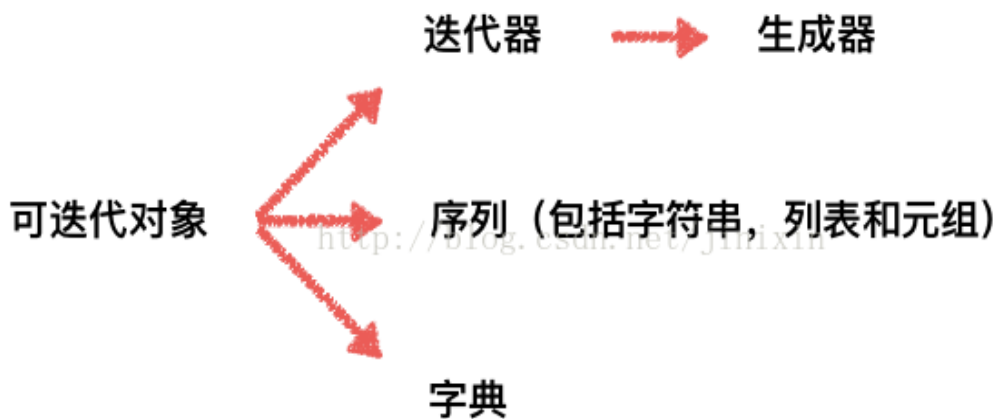 迭代器 生成器
可迭代对象 序列（包括字符串，列表和元组）
http://blog.csdn.net/jinixin
字典